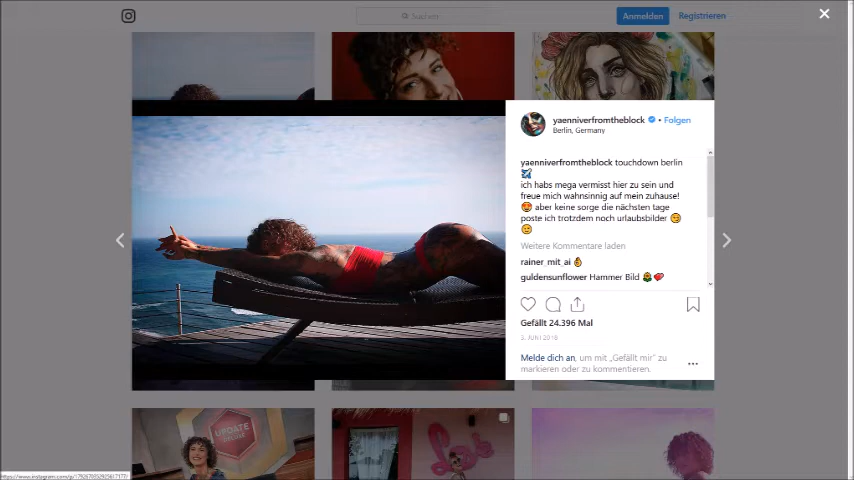 Suchen
Anmelden
Registrieren
yaenniverfromtheblock • Folgen
Berlin, Germany
yaenniverfromtheblock touchdown berlin
ich habs mega vermisst hier zu sein und
freue mich wahnsinnig auf mein zuhause!
aber keine sorge die nächsten tage
poste ich trotzdem noch urlaubsbilder
Weitere Kommentare laden
rainer_mit_ai
guldensunflower Hammer Bild
Gefällt 24.396 Mal
3. JUNI 2018
Melde dich an, um mit „Gefällt mir“ zu
markieren oder zu kommentieren.
UPDATE
DELUXE